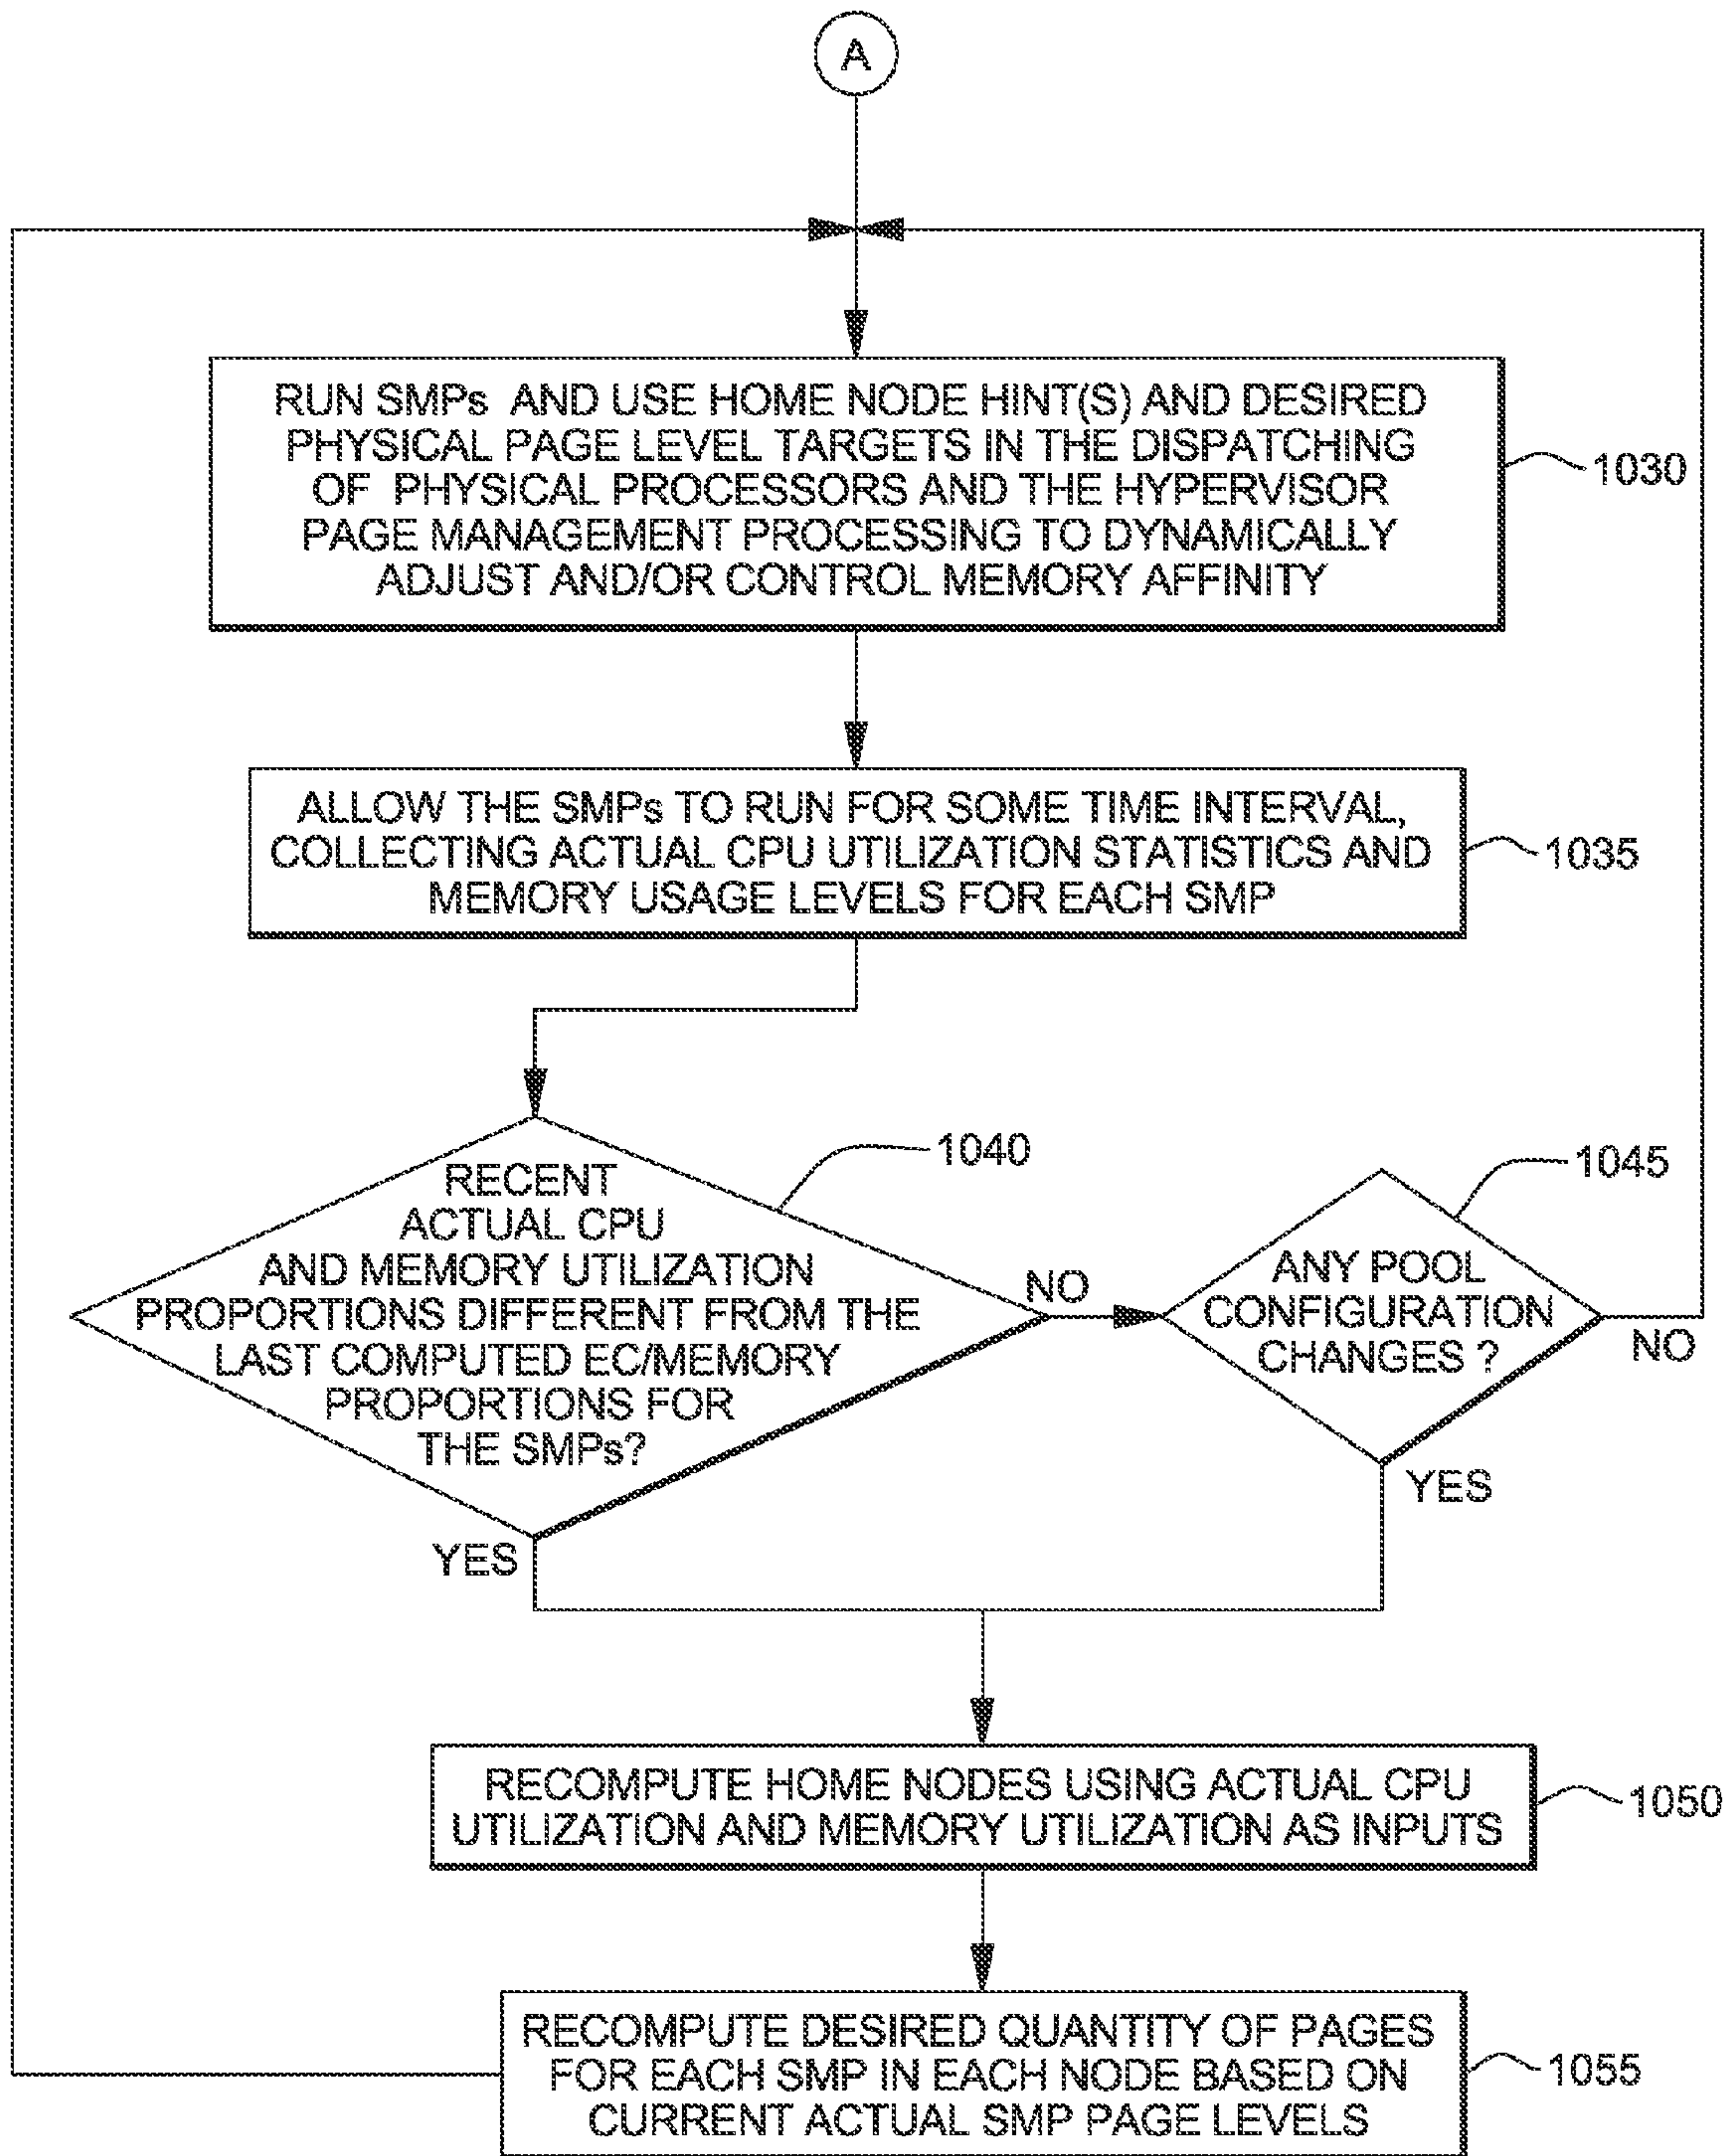 A
RUN SMPs AND USE HOME NODE HINT(S) AND DESIRED
PHYSICAL PAGE LEVEL TARGETS IN THE DISPATCHING
OF PHYSICAL PROCESSORS AND THE HYPERVISOR
PAGE MANAGEMENT PROCESSING TO DYNAMICALLY
ADJUST AND/OR CONTROL MEMORY AFFINITY
1030
ALLOW THE SMPs TO RUN FOR SOME TIME INTERVAL,
COLLECTING ACTUAL CPU UTILIZATION STATISTICS AND
MEMORY USAGE LEVELS FOR EACH SMP
1035
RECENT
ACTUAL CPU
AND MEMORY UTILIZATION
PROPORTIONS DIFFERENT FROM THE
LAST COMPUTED EC/MEMORY
PROPORTIONS FOR
THE SMPs?
1040
NO
YES
ANY POOL
CONFIGURATION
CHANGES ?
1045
NO
YES
RECOMPUTE HOME NODES USING ACTUAL CPU
UTILIZATION AND MEMORY UTILIZATION AS INPUTS
1050
RECOMPUTE DESIRED QUANTITY OF PAGES
FOR EACH SMP IN EACH NODE BASED ON
CURRENT ACTUAL SMP PAGE LEVELS
1055